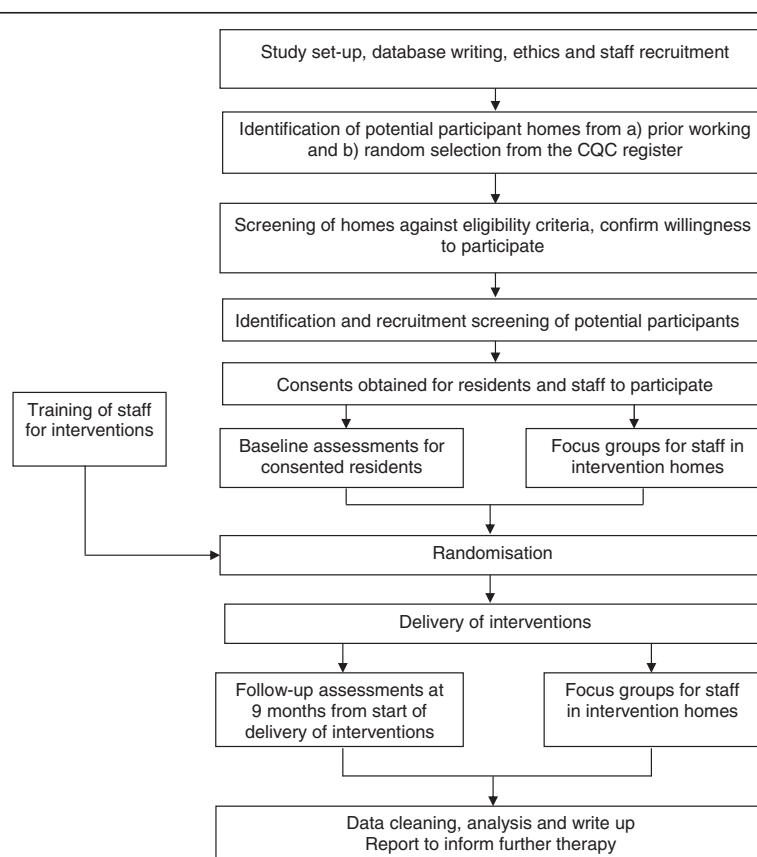 Study set-up, database writing, ethics and staff recruitment
Identification of potential participant homes from a) prior working
and b) random selection from the CQC register
Screening of homes against eligibility criteria, confirm willingness
to participate
Identification and recruitment screening of potential participants
Consents obtained for residents and staff to participate
Training of staff
for interventions
Baseline assessments for
consented residents
Focus groups for staff in
intervention homes
Randomisation
Delivery of interventions
Follow-up assessments at
9 months from start of
delivery of interventions
Focus groups for staff
in intervention homes
Data cleaning, analysis and write up
Report to inform further therapy